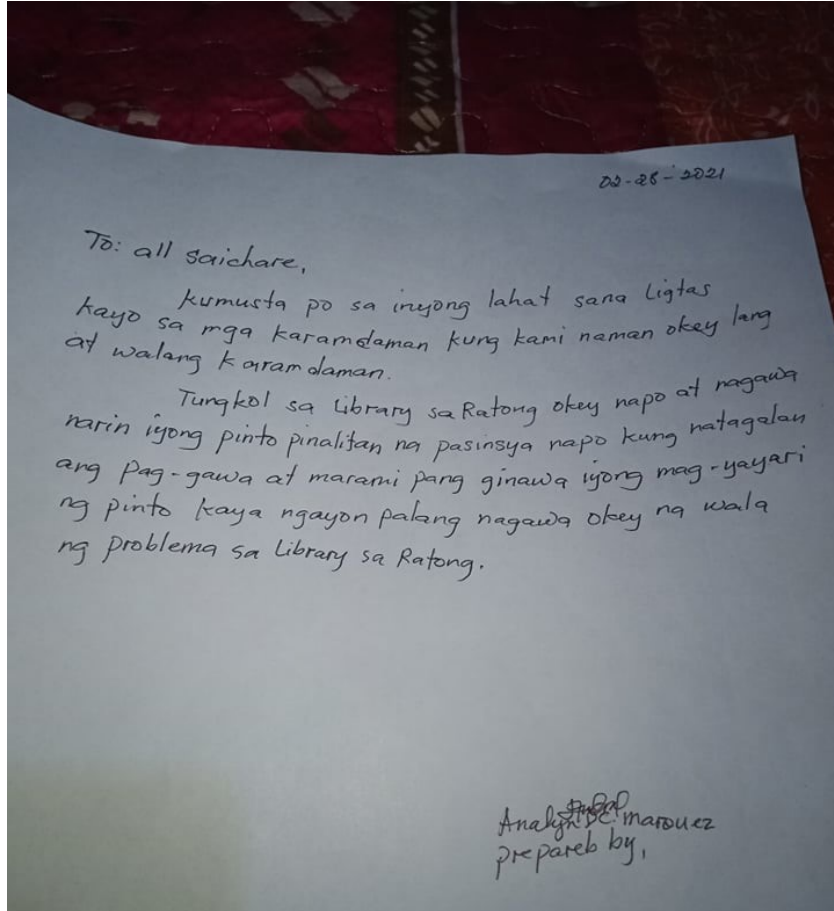 02-28-2021
To: all saichare,
kumusta po sa inyong lahat sana ligtas
kayo sa mga karamdaman kung kami naman okey lang
at walang karamdaman.
Tungkol sa Library sa Ratong okey napo at nagawa
narin iyong pinto pinalitan na pasinsya napo kung natagalan
ang pag-gawa at marami pang ginawa iyong mag-yayari
ng pinto kaya ngayon palang nagawa okey na wala
ng problema sa Library sa Ratong.
Analyn DC. marquez
prepareb by,